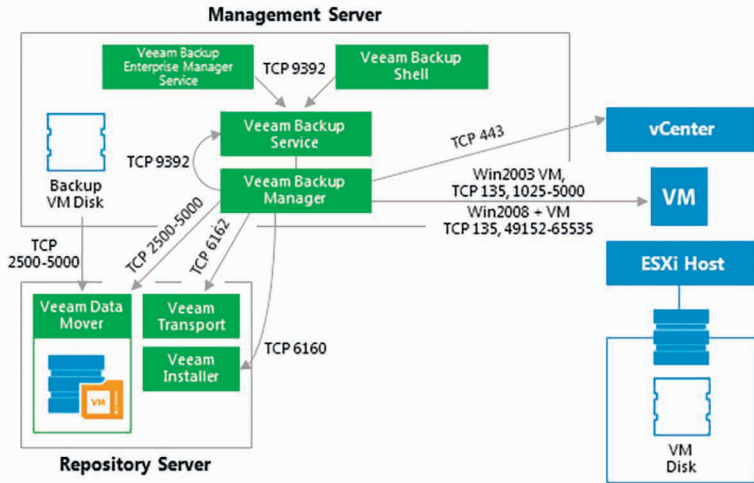 Management Server
Veeam Backup
Enterprise Manager
Service
TCP 9392
Veeam Backup
Shell
Veeam Backup
Service
TCP 443
vCenter
TCP 9392
Backup
VM Disk
Veeam Backup
Manager
Win2003 VM,
TCP 135, 1025-5000
VM
Win2008 + VM
TCP 135, 49152-65535
TCP
2500-5000
TCP 2500-5000
TCP 6162
ESXi Host
Veeam Data
Mover
Veeam
Transport
Veeam
Installer
TCP 6160
VM
VM
Disk
Repository Server